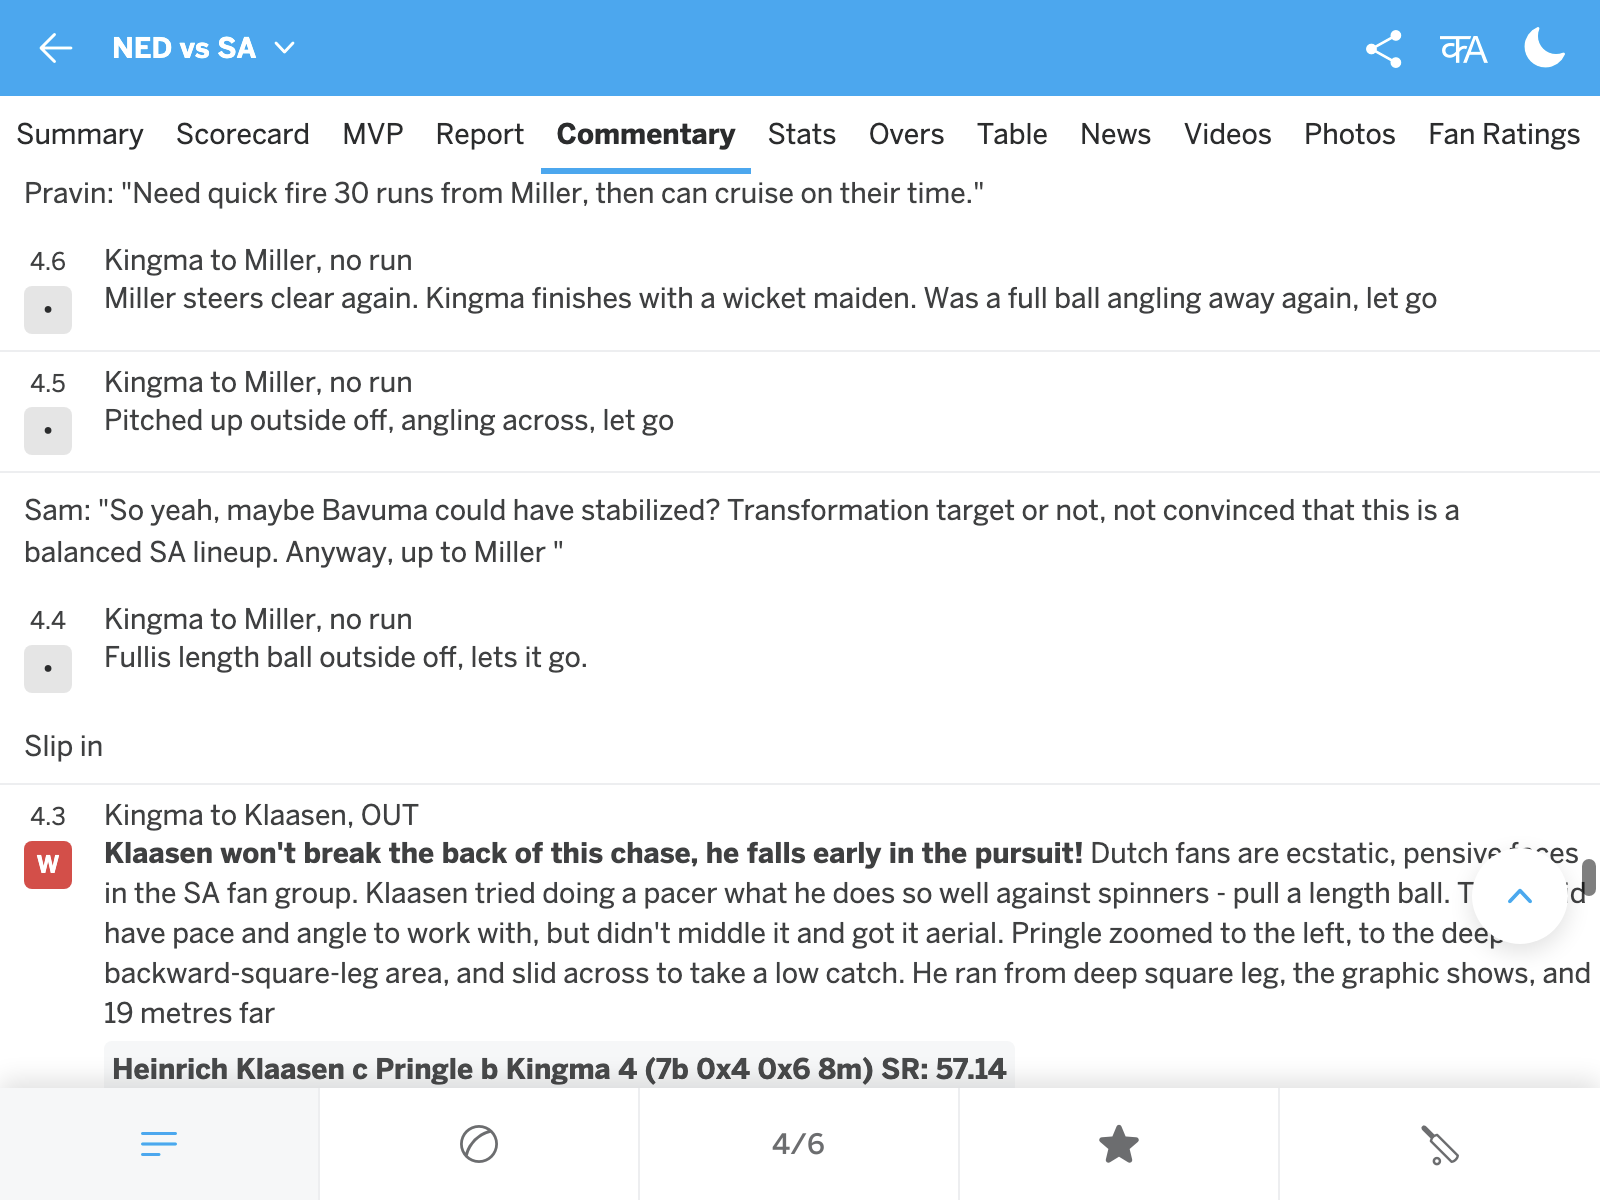 NED vs SA
कA
Summary Scorecard MVP Report Commentary Stats Overs Table News Videos Photos Fan Ratings
Pravin: "Need quick fire 30 runs from Miller, then can cruise on their time."
4.6 Kingma to Miller, no run
• Miller steers clear again. Kingma finishes with a wicket maiden. Was a full ball angling away again, let go
4.5 Kingma to Miller, no run
• Pitched up outside off, angling across, let go
Sam: "So yeah, maybe Bavuma could have stabilized? Transformation target or not, not convinced that this is a
balanced SA lineup. Anyway, up to Miller "
4.4 Kingma to Miller, no run
• Fullis length ball outside off, lets it go.
Slip in
4.3 Kingma to Klaasen, OUT
W Klaasen won't break the back of this chase, he falls early in the pursuit! Dutch fans are ecstatic, pensive faces
in the SA fan group. Klaasen tried doing a pacer what he does so well against spinners - pull a length ball.
have pace and angle to work with, but didn't middle it and got it aerial. Pringle zoomed to the left, to the deep
backward-square-leg area, and slid across to take a low catch. He ran from deep square leg, the graphic shows, and
19 metres far
Heinrich Klaasen c Pringle b Kingma 4 (7b 0x4 0x6 8m) SR: 57.14
4/6